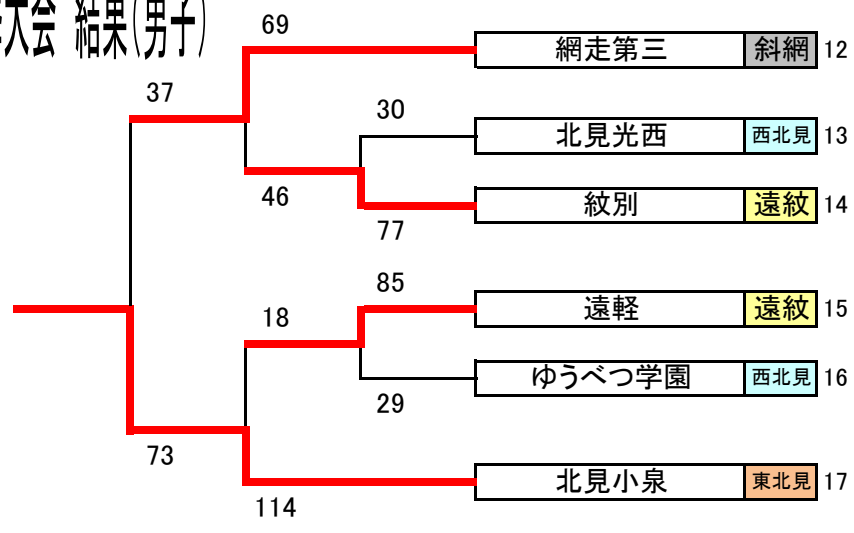 大会 結果(男子)
69
網走第三 斜網 12
37
30
北見光西 西北見 13
46
紋別 遠紋 14
77
85
遠軽 遠紋 15
18
ゆうべつ学園 西北見 16
29
73
北見小泉 東北見 17
114